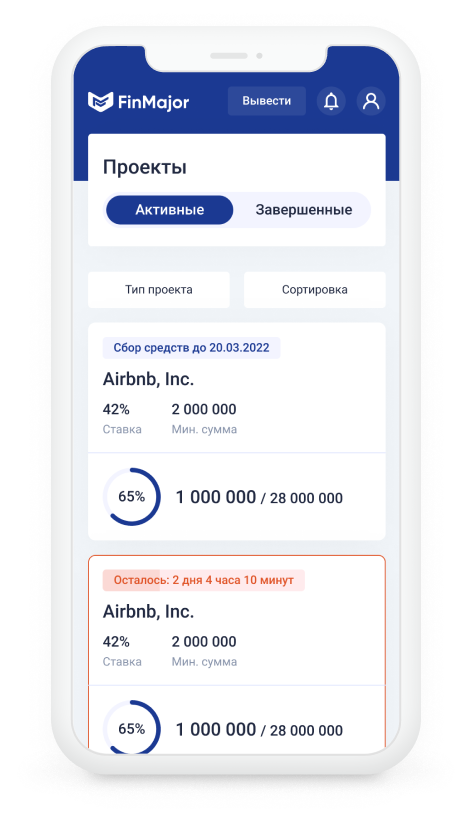 FinMajor
Вывести
Проекты
Активные Завершенные
Тип проекта Сортировка
Сбор средств до 20.03.2022
Airbnb, Inc.
42% 2 000 000
Ставка Мин. сумма
65% 1 000 000 / 28 000 000
Осталось: 2 дня 4 часа 10 минут
Airbnb, Inc.
42% 2 000 000
Ставка Мин. сумма
65% 1 000 000 / 28 000 000